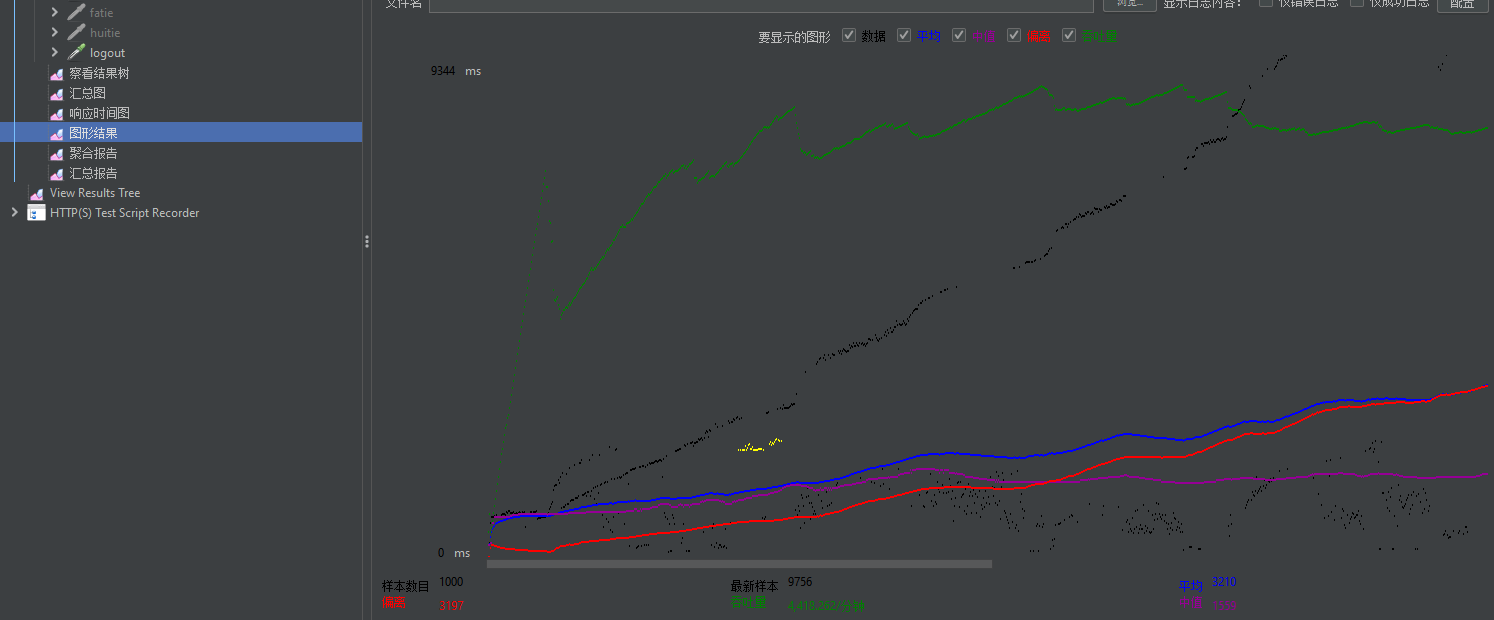 fatie
huitie
logout
察看结果树
汇总图
响应时间图
图形结果
聚合报告
汇总报告
View Results Tree
HTTP(S) Test Script Recorder
文件名
浏览...
显示日志内容：
仅错误日志
仅成功日志
配置
要显示的图形 数据 平均 偏离 吞吐量
9344 ms
0 ms
样本数目 1000 最新样本 9756 平均 3210
偏离 3197 吞吐量 4,418.262/分钟